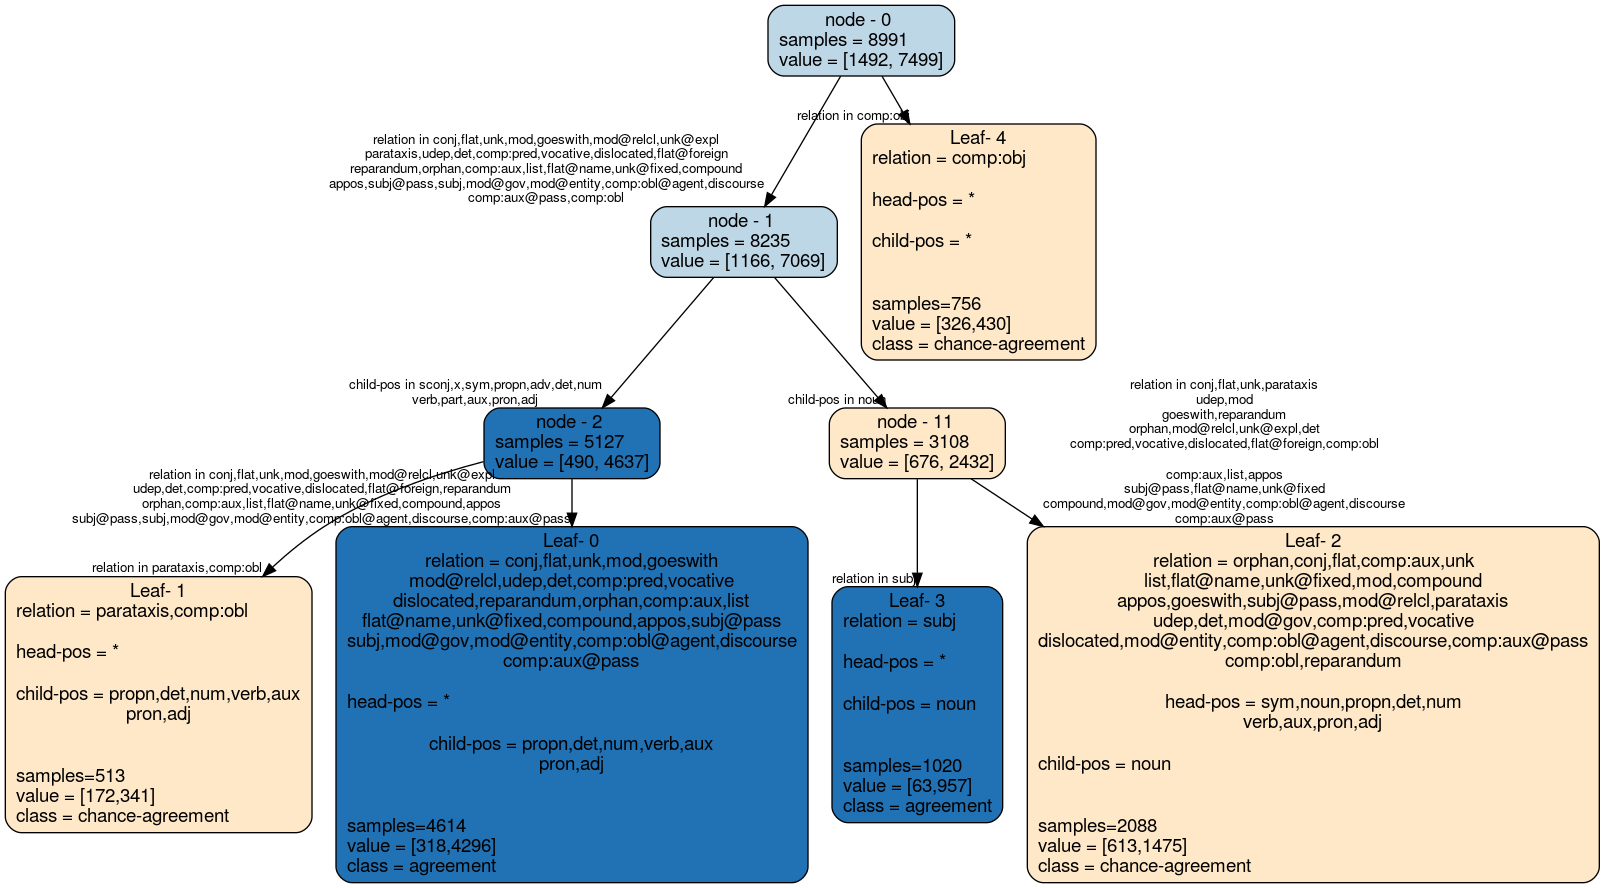 node - 0
samples = 8991
value = [1492, 7499]
relation in comp:obj
relation in conj,flat,unk,mod,goeswith,mod@relcl,unk@expl
parataxis,udep,det,comp:pred,vocative,dislocated,flat@foreign
reparandum,orphan,comp:aux,list,flat@name,unk@fixed,compound
appos,subj@pass,subj,mod@gov,mod@entity,comp:obl@agent,discourse
comp:aux@pass,comp:obl
Leaf- 4
relation = comp:obj
head-pos = *
child-pos = *
samples=756
value = [326,430]
class = chance-agreement
node - 1
samples = 8235
value = [1166, 7069]
child-pos in sconj,x,sym,propn,adv,det,num
verb,part,aux,pron,adj
child-pos in noun
node - 2
samples = 5127
value = [490, 4637]
node - 11
samples = 3108
value = [676, 2432]
relation in conj,flat,unk,parataxis
udep,mod
goeswith,reparandum
orphan,mod@relcl,unk@expl,det
comp:pred,vocative,dislocated,flat@foreign,comp:obl
comp:aux,list,appos
subj@pass,flat@name,unk@fixed
compound,mod@gov,mod@entity,comp:obl@agent,discourse
comp:aux@pass
relation in conj,flat,unk,mod,goeswith,mod@relcl,unk@expl
udep,det,comp:pred,vocative,dislocated,flat@foreign,reparandum
orphan,comp:aux,list,flat@name,unk@fixed,compound,appos
subj@pass,subj,mod@gov,mod@entity,comp:obl@agent,discourse,comp:aux@pass
relation in parataxis,comp:obl
relation in subj
Leaf- 1
relation = parataxis,comp:obl
head-pos = *
child-pos = propn,det,num,verb,aux
pron,adj
samples=513
value = [172,341]
class = chance-agreement
Leaf- 0
relation = conj,flat,unk,mod,goeswith
mod@relcl,udep,det,comp:pred,vocative
dislocated,reparandum,orphan,comp:aux,list
flat@name,unk@fixed,compound,appos,subj@pass
subj,mod@gov,mod@entity,comp:obl@agent,discourse
comp:aux@pass
head-pos = *
child-pos = propn,det,num,verb,aux
pron,adj
samples=4614
value = [318,4296]
class = agreement
Leaf- 3
relation = subj
head-pos = *
child-pos = noun
samples=1020
value = [63,957]
class = agreement
Leaf- 2
relation = orphan,conj,flat,comp:aux,unk
list,flat@name,unk@fixed,mod,compound
appos,goeswith,subj@pass,mod@relcl,parataxis
udep,det,mod@gov,comp:pred,vocative
dislocated,mod@entity,comp:obl@agent,discourse,comp:aux@pass
comp:obl,reparandum
head-pos = sym,noun,propn,det,num
verb,aux,pron,adj
child-pos = noun
samples=2088
value = [613,1475]
class = chance-agreement